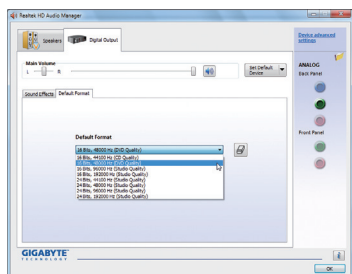 Realtek HD Audio Manager
Speakers
Digital Output
Device advanced
settings
Main Volume
L
R
Set Default
Device
ANALOG
Back Panel
Sound Effects
Default Format
Default Format
16 Bits, 48000 Hz (DVD Quality)
16 Bits, 44100 Hz (CD Quality)
16 Bits, 48000 Hz (DVD Quality)
16 Bits, 96000 Hz (Studio Quality)
16 Bits, 192000 Hz (Studio Quality)
24 Bits, 44100 Hz (Studio Quality)
24 Bits, 48000 Hz (Studio Quality)
24 Bits, 96000 Hz (Studio Quality)
24 Bits, 192000 Hz (Studio Quality)
Front Panel
GIGABYTE
TECHNOLOGY
OK